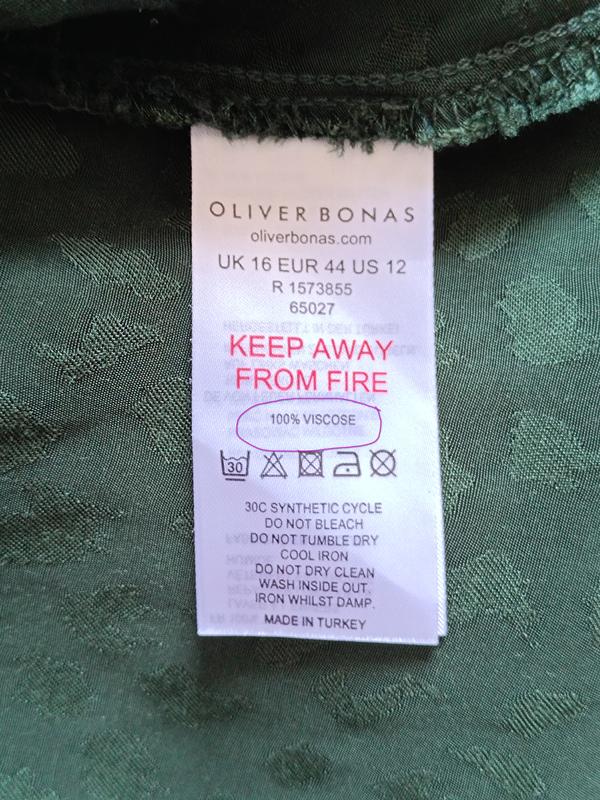 OLIVER BONAS
oliverbonas.com
UK 16 EUR 44 US 12
R 1573855
65027
KEEP AWAY
FROM FIRE
100% VISCOSE
30
30C SYNTHETIC CYCLE
DO NOT BLEACH
DO NOT TUMBLE DRY
COOL IRON
DO NOT DRY CLEAN
WASH INSIDE OUT.
IRON WHILST DAMP.
MADE IN TURKEY